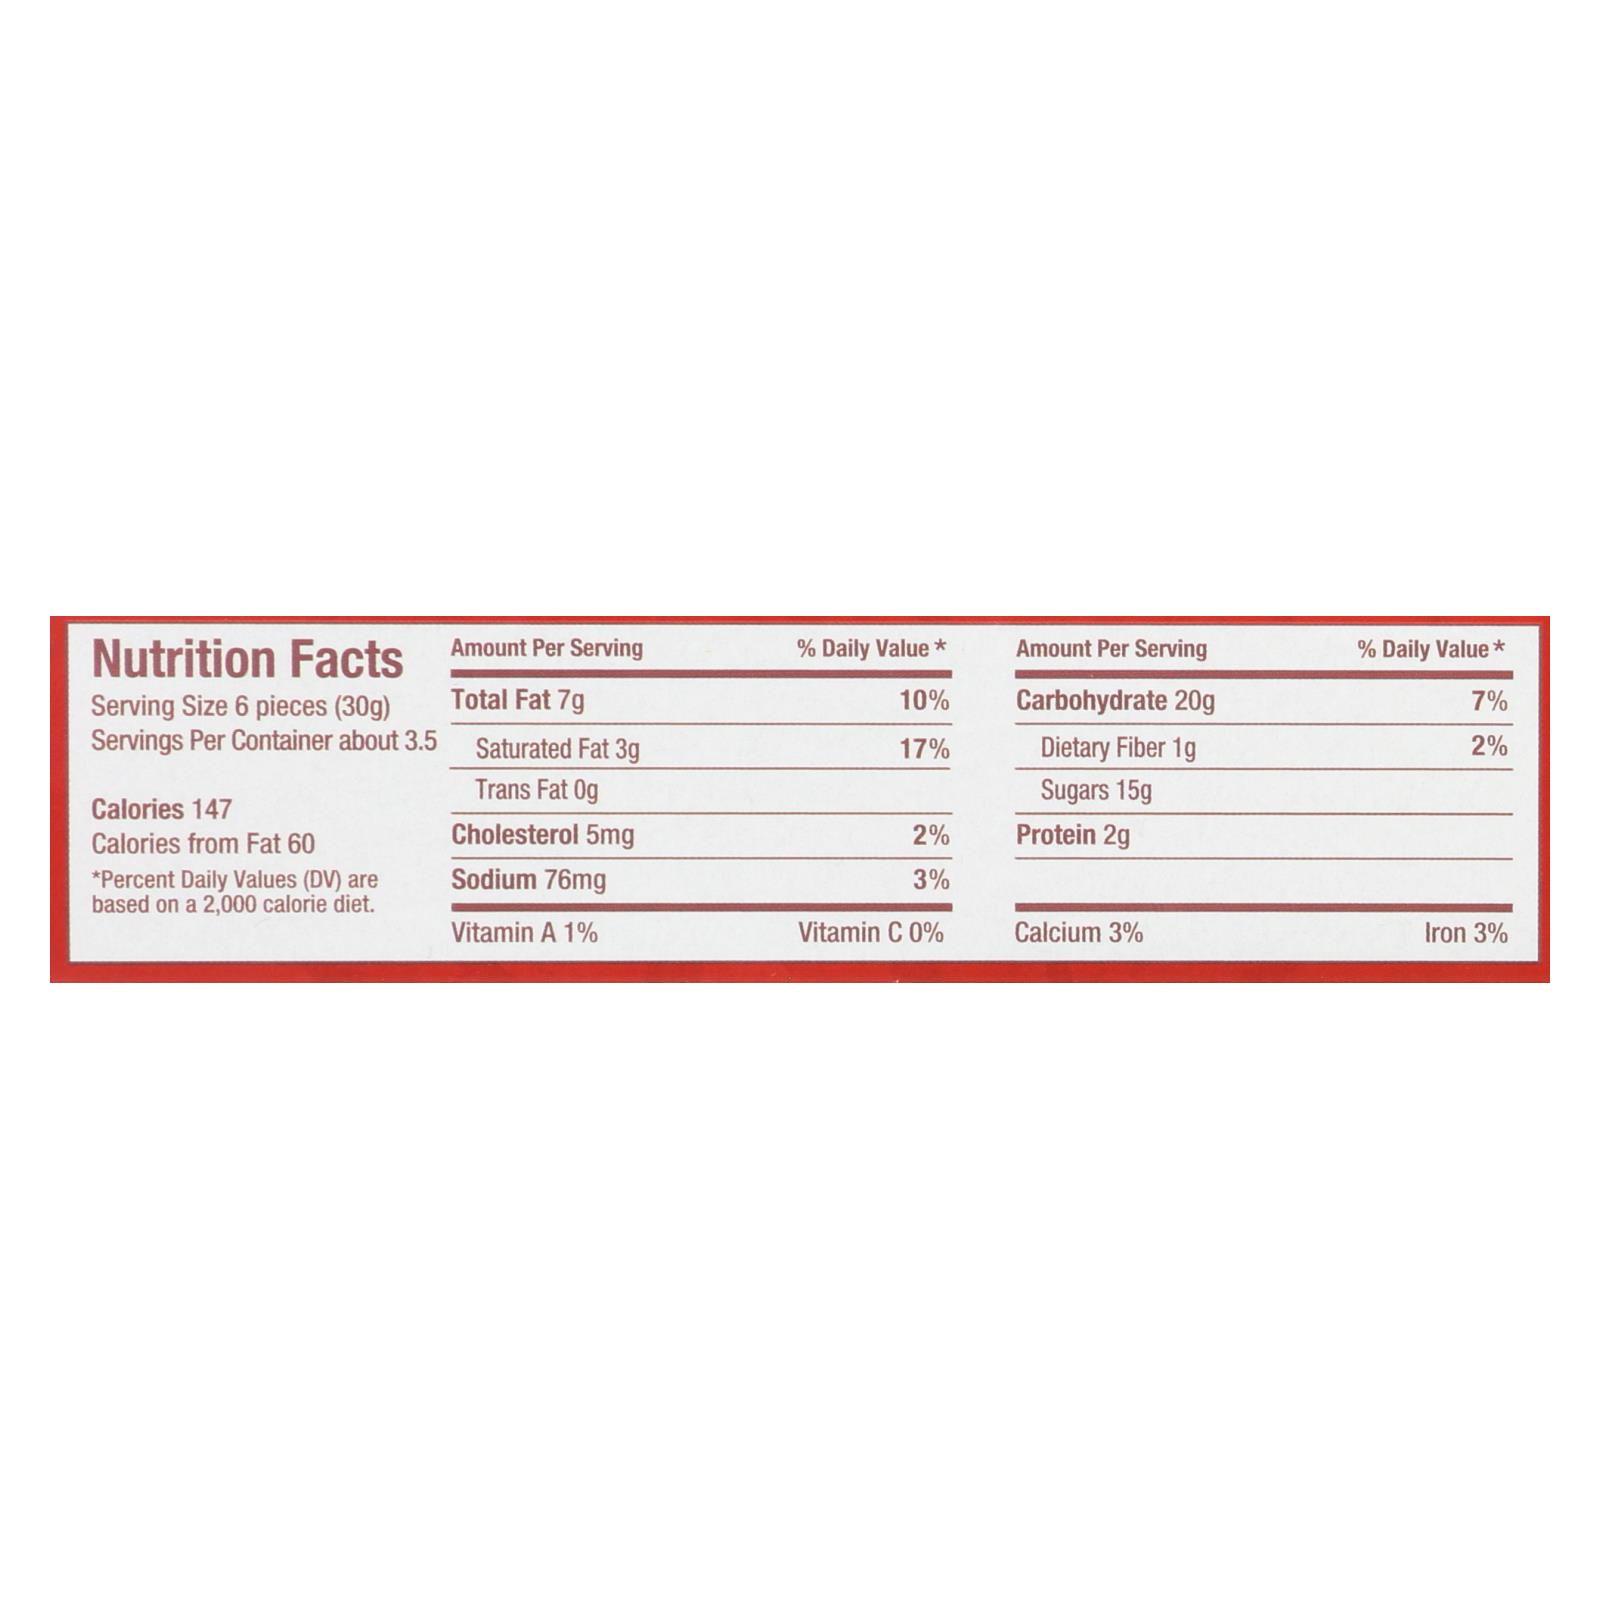 Nutrition Facts
Serving Size 6 pieces (30g)
Servings Per Container about 3.5
Calories 147
Calories from Fat 60
*Percent Daily Values (DV) are
based on a 2,000 calorie diet.
Amount Per Serving % Daily Value *
Total Fat 7g 10%
Saturated Fat 3g 17%
Trans Fat 0g
Cholesterol 5mg 2%
Sodium 76mg 3%
Vitamin A 1% Vitamin C 0%
Amount Per Serving % Daily Value *
Carbohydrate 20g 7%
Dietary Fiber 1g 2%
Sugars 15g
Protein 2g
Calcium 3% Iron 3%